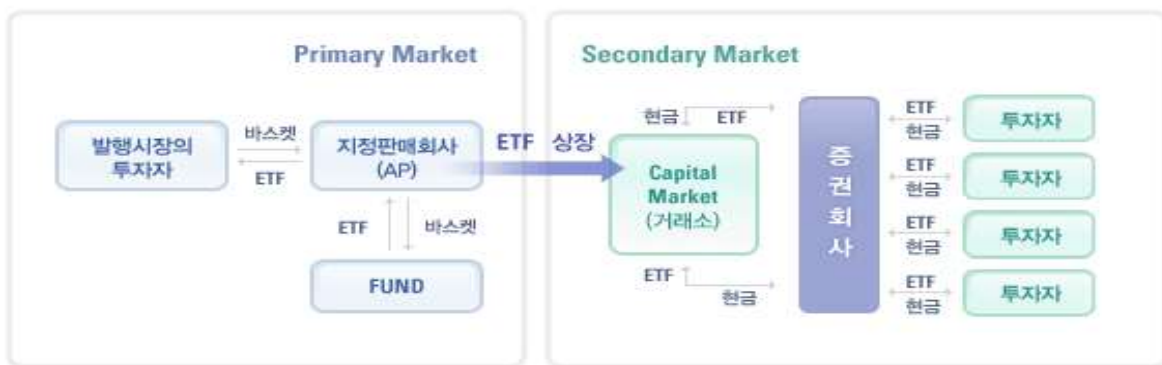 Primary Market
발행시장의
투자자
바스켓
ETF
지정판매회사
(AP)
ETF
바스켓
FUND
ETF 상장
Secondary Market
현금
ETF
Capital
Market
(거래소)
ETF
현금
증
권
회
사
ETF
현금
투자자
ETF
현금
투자자
ETF
현금
투자자
ETF
현금
투자자